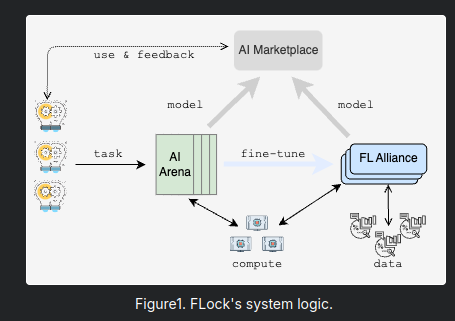 AI Marketplace
use & feedback
model
model
task
AI
Arena
fine-tune
FL Alliance
compute
data
Figure1. FLock's system logic.